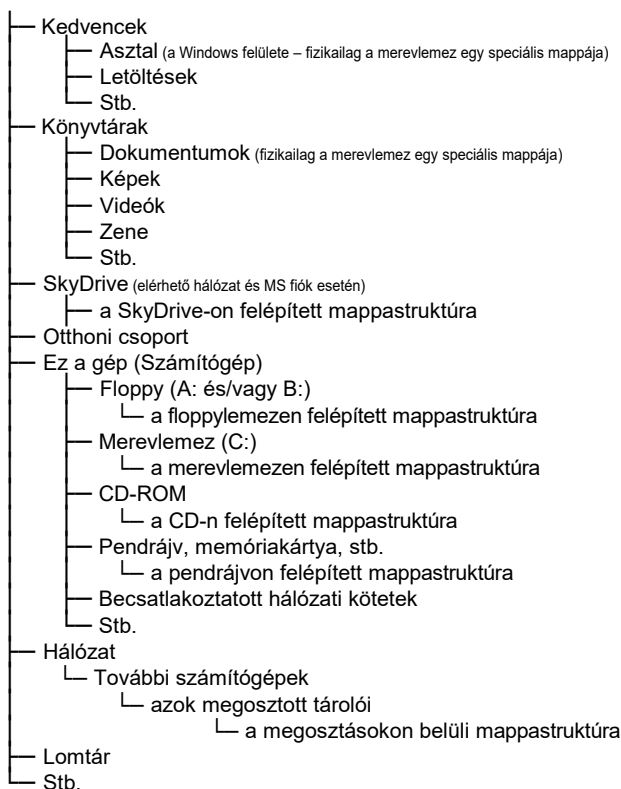 Kedvencek
Asztal (a Windows felülete – fizikailag a merevlemez egy speciális mappája)
Letöltések
Stb.
Könyvtárak
Dokumentumok (fizikailag a merevlemez egy speciális mappája)
Képek
Videók
Zene
Stb.
SkyDrive (elérhető hálózat és MS fiók esetén)
a SkyDrive-on felépített mappastruktúra
Otthoni csoport
Ez a gép (Számítógép)
Floppy (A: és/vagy B:)
a floppylemezen felépített mappastruktúra
Merevlemez (C:)
a merevlemezen felépített mappastruktúra
CD-ROM
a CD-n felépített mappastruktúra
Pendrájv, memóriakártya, stb.
a pendrájvon felépített mappastruktúra
Becsatlakoztatott hálózati kötetek
Stb.
Hálózat
További számítógépek
azok megosztott tárolói
a megosztásokon belüli mappastruktúra
Lomtár
Stb.